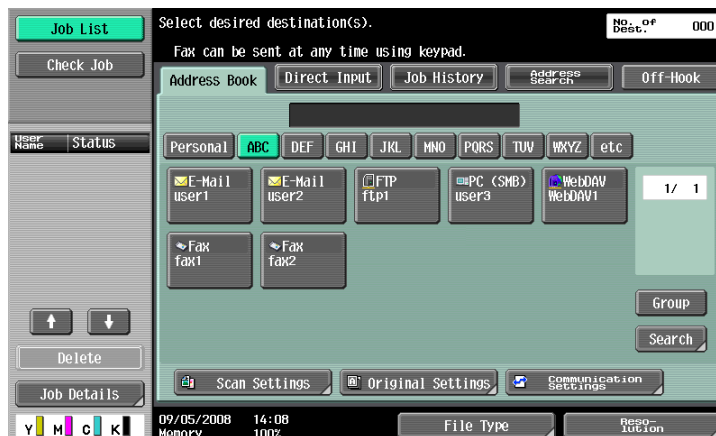 Job List
Check Job
User Name Status
Delete
Job Details
Y M C K
Select desired destination(s).
Fax can be sent at any time using keypad.
No. of Dest. 000
Address Book Direct Input Job History Address Search Off-Hook
Personal ABC DEF GHI JKL MNO PQRS TUV WXYZ etc
E-Mail user1
E-Mail user2
FTP ftp1
PC (SMB) user3
WebDAV WebDAV1
1/ 1
Fax fax1
Fax fax2
Group
Search
Scan Settings Original Settings Communication Settings
09/05/2008 14:08
Memory 100%
File Type
Reso-
lution